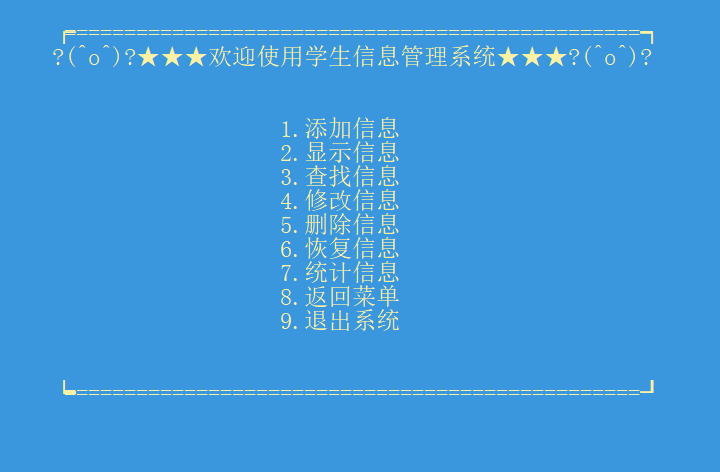 ┏===============================================┓
?(^o^)?★★★欢迎使用学生信息管理系统★★★?(^o^)?
1.添加信息
2.显示信息
3.查找信息
4.修改信息
5.删除信息
6.恢复信息
7.统计信息
8.返回菜单
9.退出系统
┗===============================================┛